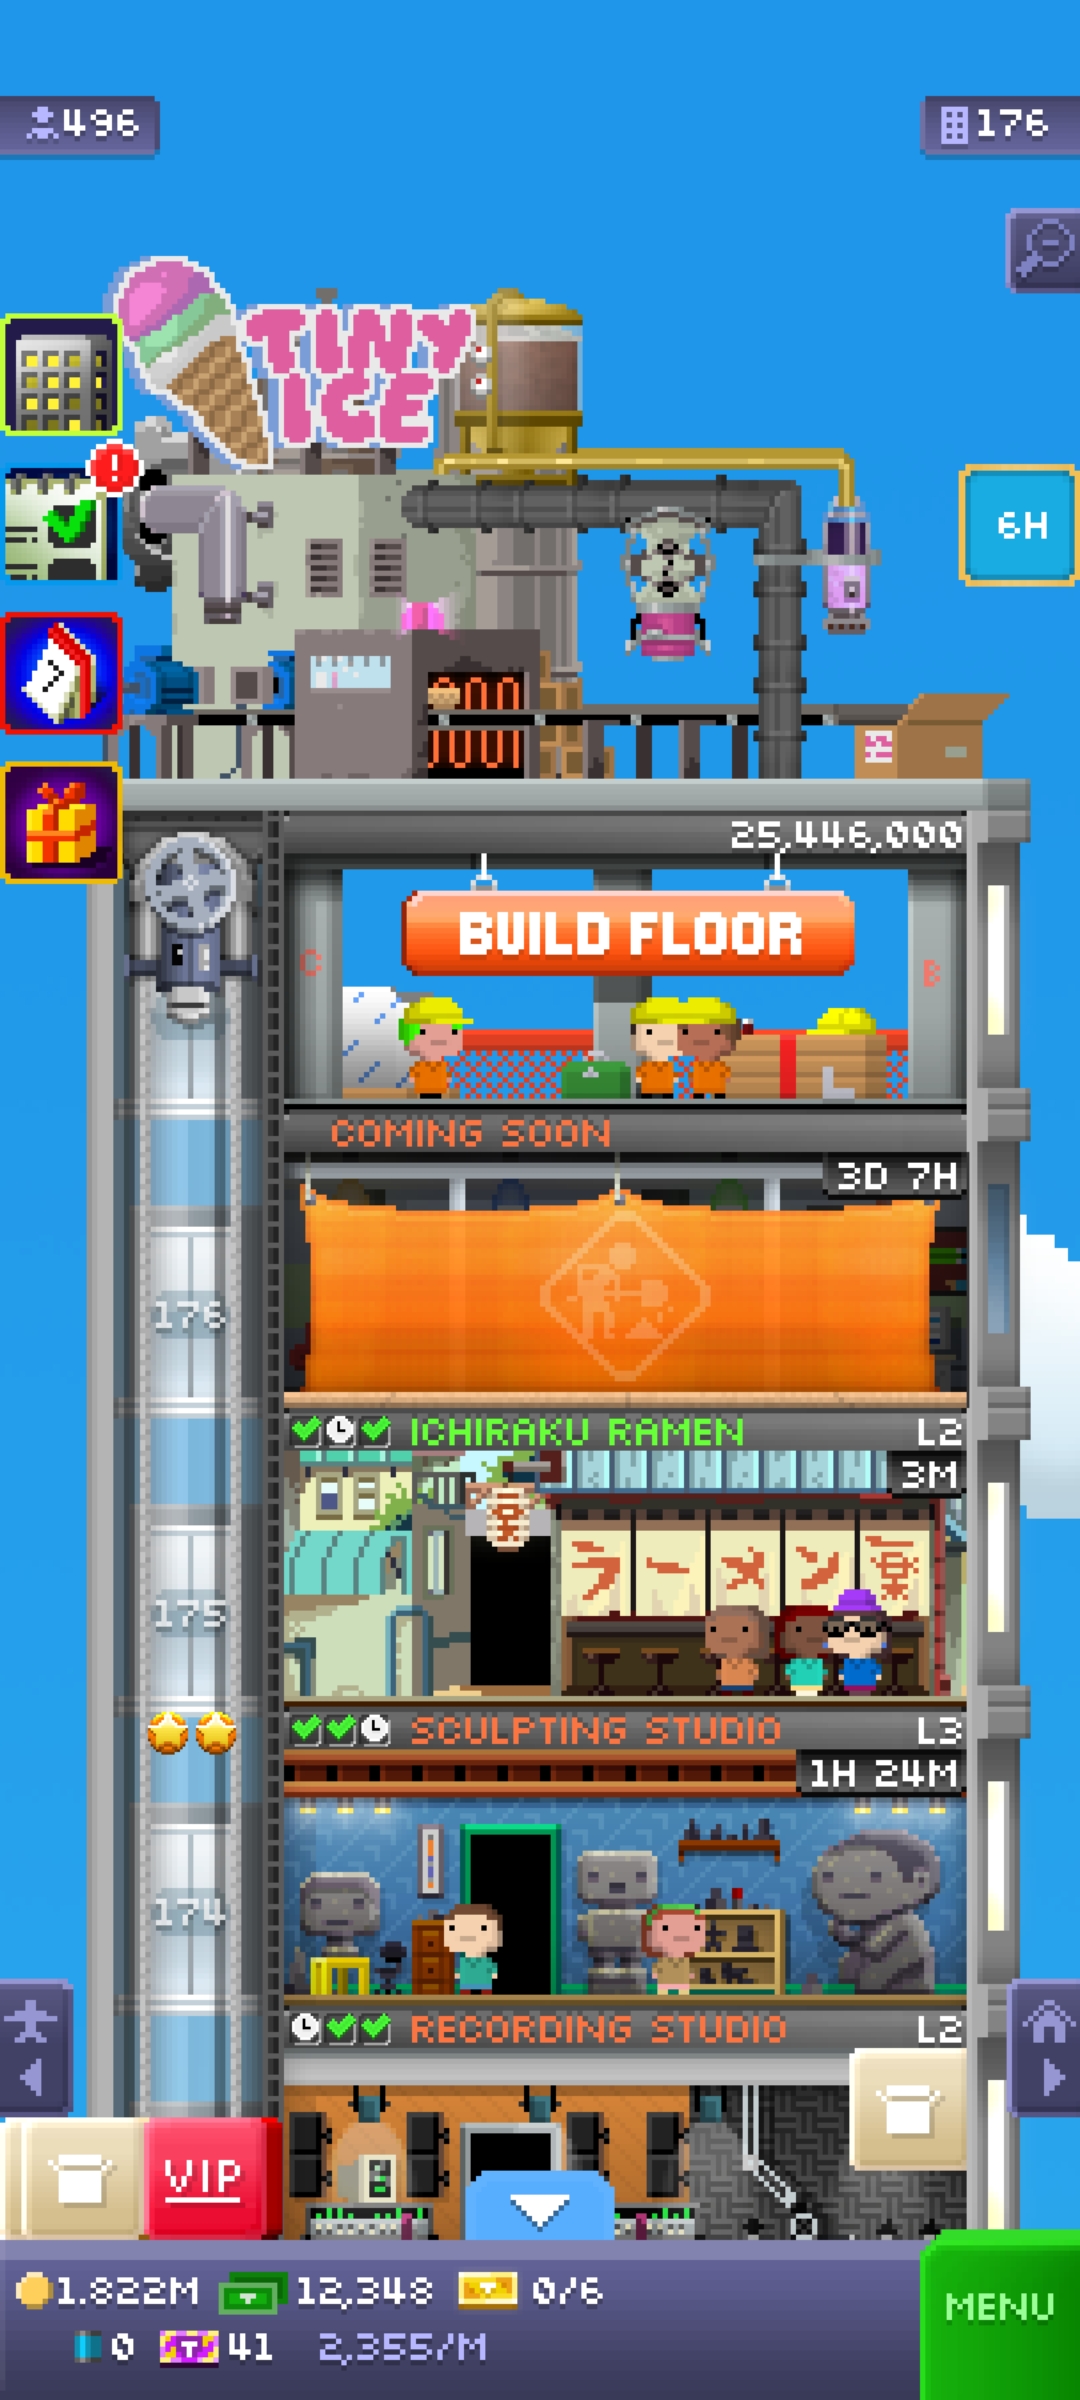 496
176
TINY
ICE
6H
25,446,000
BUILD FLOOR
C
B
COMING SOON
3D 7H
176
ICHIRAKU RAMEN L2
3M
ラーメン
175
SCULPTING STUDIO L3
1H 24M
174
RECORDING STUDIO L2
VIP
1.822M 12,348 0/6
MENU
0 41 2,355/M